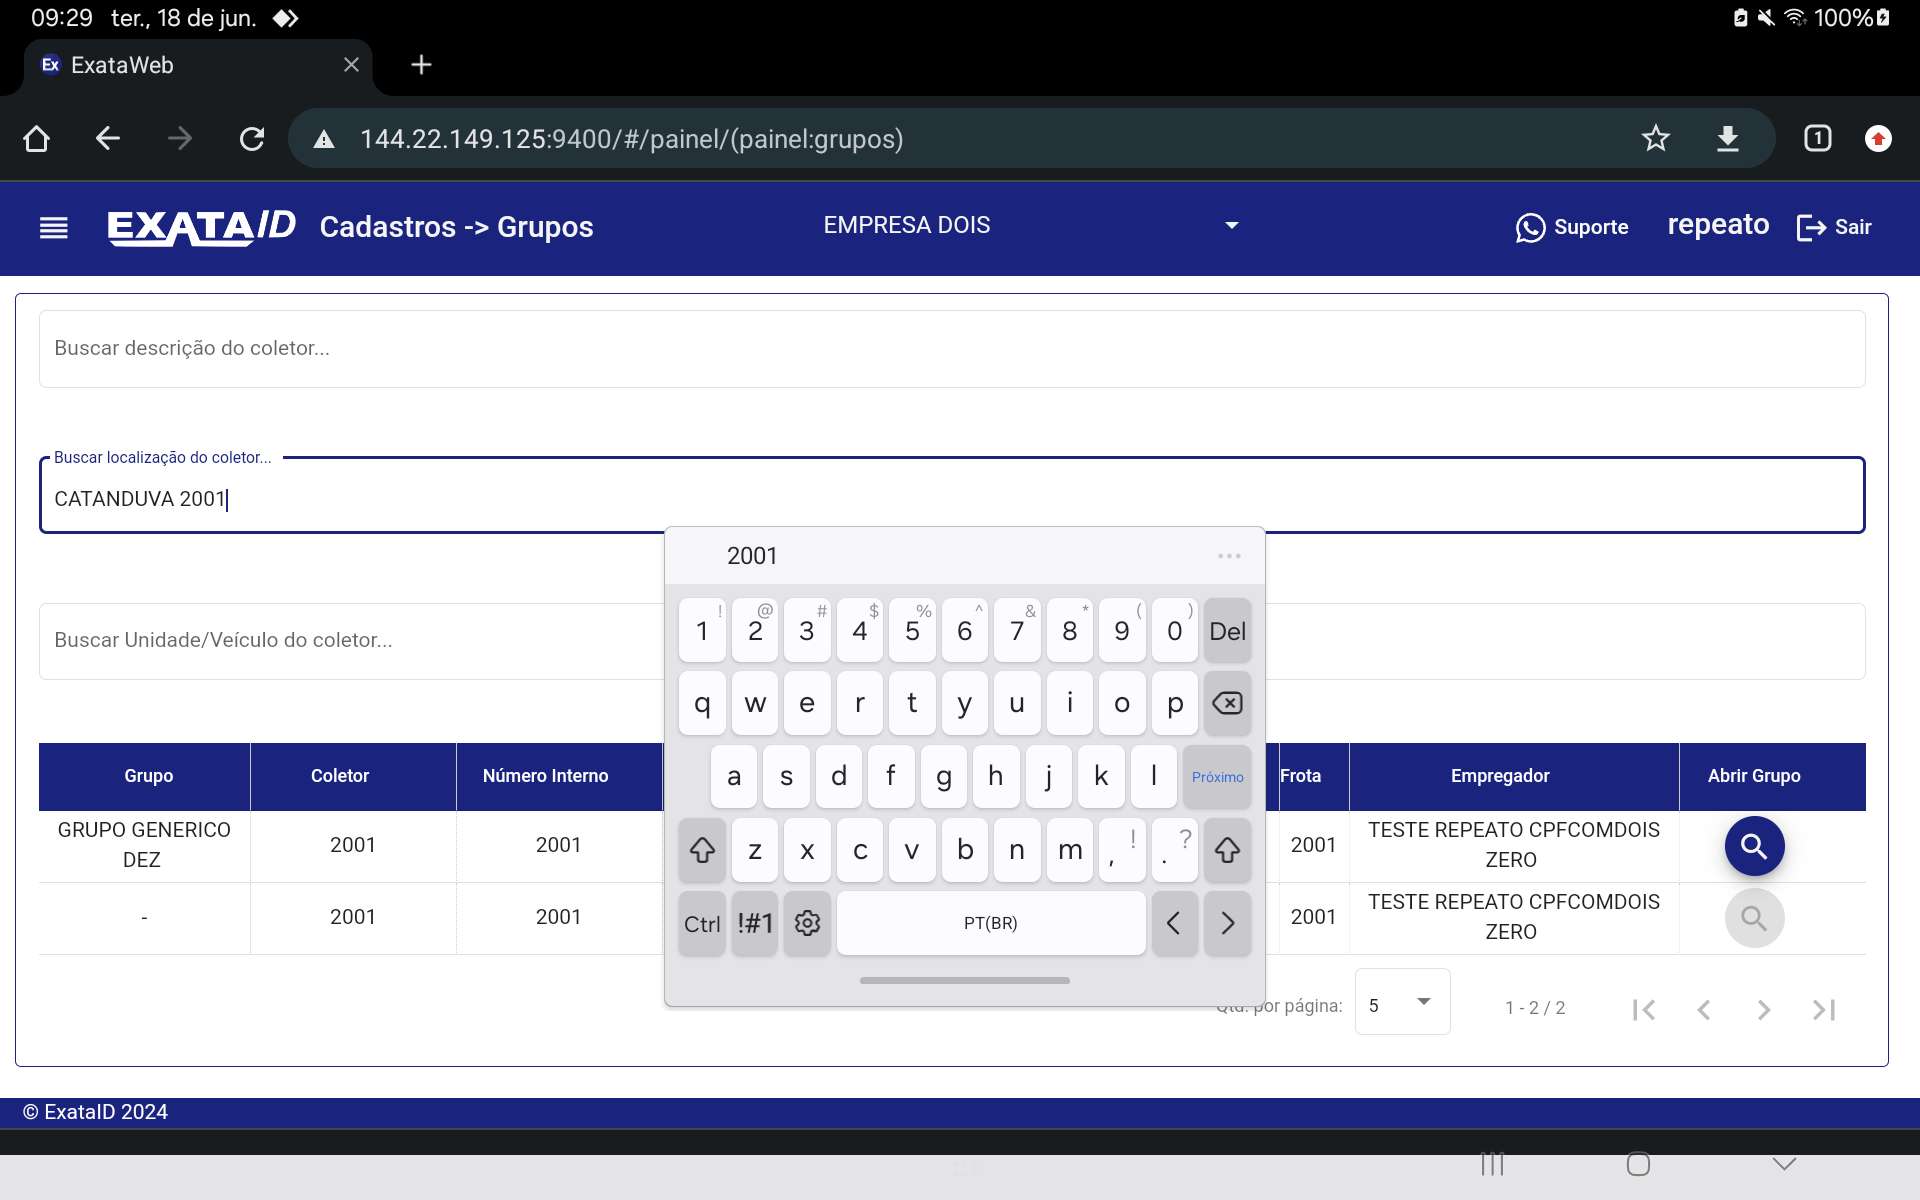 09:29 ter., 18 de jun. 100%
Ex ExataWeb
144.22.149.125:9400/#/painel/(painel:grupos) 1
EXATAID Cadastros -> Grupos EMPRESA DOIS Suporte repeato Sair
Buscar descrição do coletor...
Buscar localização do coletor...
CATANDUVA 2001
2001 ...
Buscar Unidade/Veículo do coletor...
! @ # $ % ^ & * ( )
1 2 3 4 5 6 7 8 9 0 Del
q w e r t y u i o p
a s d f g h j k l Próximo
! ?
z x c v b n m , .
Ctrl !#1 PT(BR) < >
Grupo Coletor Número Interno Frota Empregador Abrir Grupo
GRUPO GENERICO DEZ 2001 2001 2001 TESTE REPEATO CPFCOMDOIS ZERO
- 2001 2001 2001 TESTE REPEATO CPFCOMDOIS ZERO
Qtd. por página: 5 1 - 2 / 2
© ExataID 2024